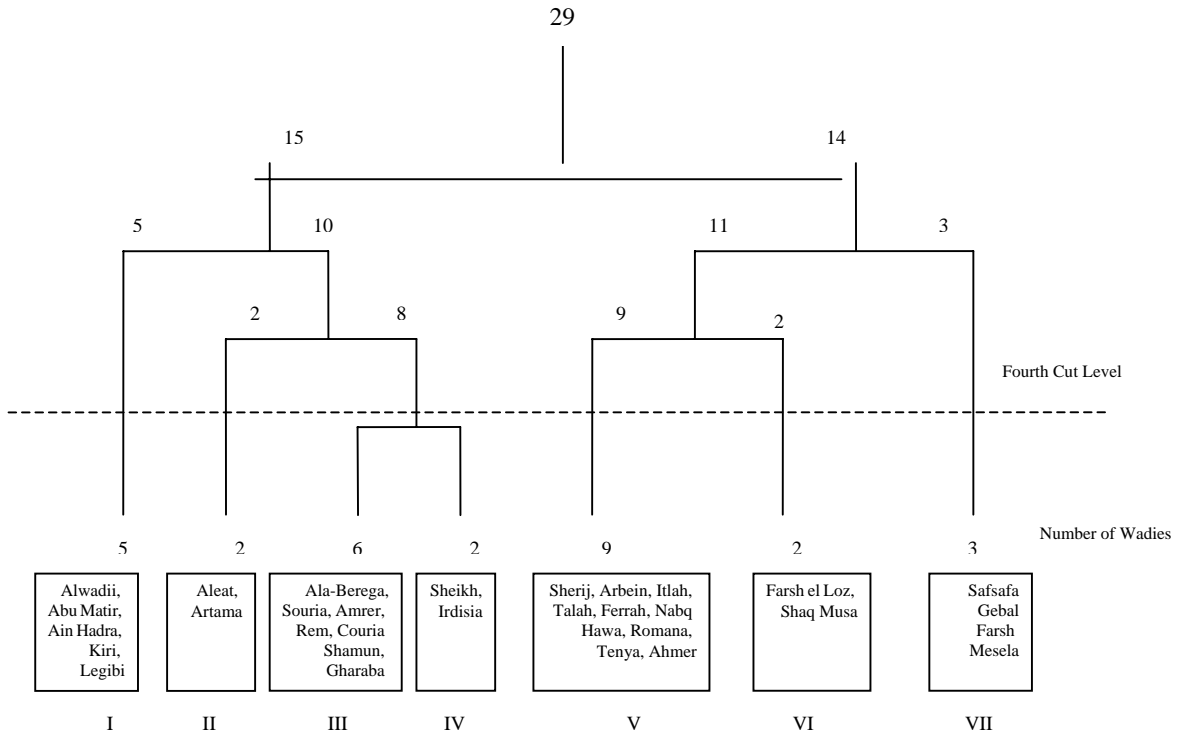 29
15
14
5
10
11
3
2
8
9
2
Fourth Cut Level
Number of Wadies
5
2
6
2
9
2
3
Alwadii,
Abu Matir,
Ain Hadra,
Kiri,
Legibi
Aleat,
Artama
Ala-Berega,
Souria, Amrer,
Rem, Couria
Shamun,
Gharaba
Sheikh,
Irdisia
Sherij, Arbein, Itlah,
Talah, Ferrah, Nabq
Hawa, Romana,
Tenya, Ahmer
Farsh el Loz,
Shaq Musa
Safsafa
Gebal
Farsh
Mesela
I
II
III
IV
V
VI
VII